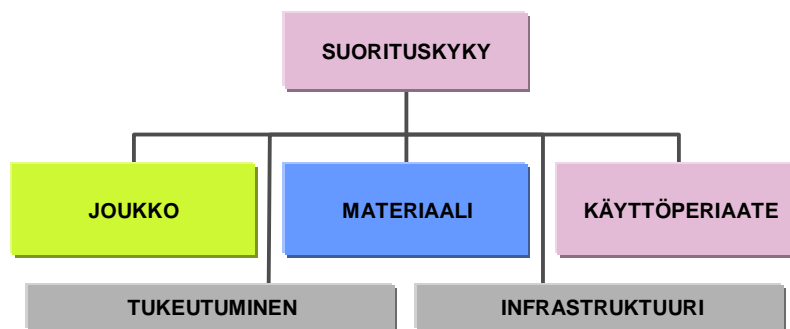 SUORITUSKYKY
JOUKKO
MATERIAALI
KÄYTTÖPERIAATE
TUKEUTUMINEN
INFRASTRUKTUURI